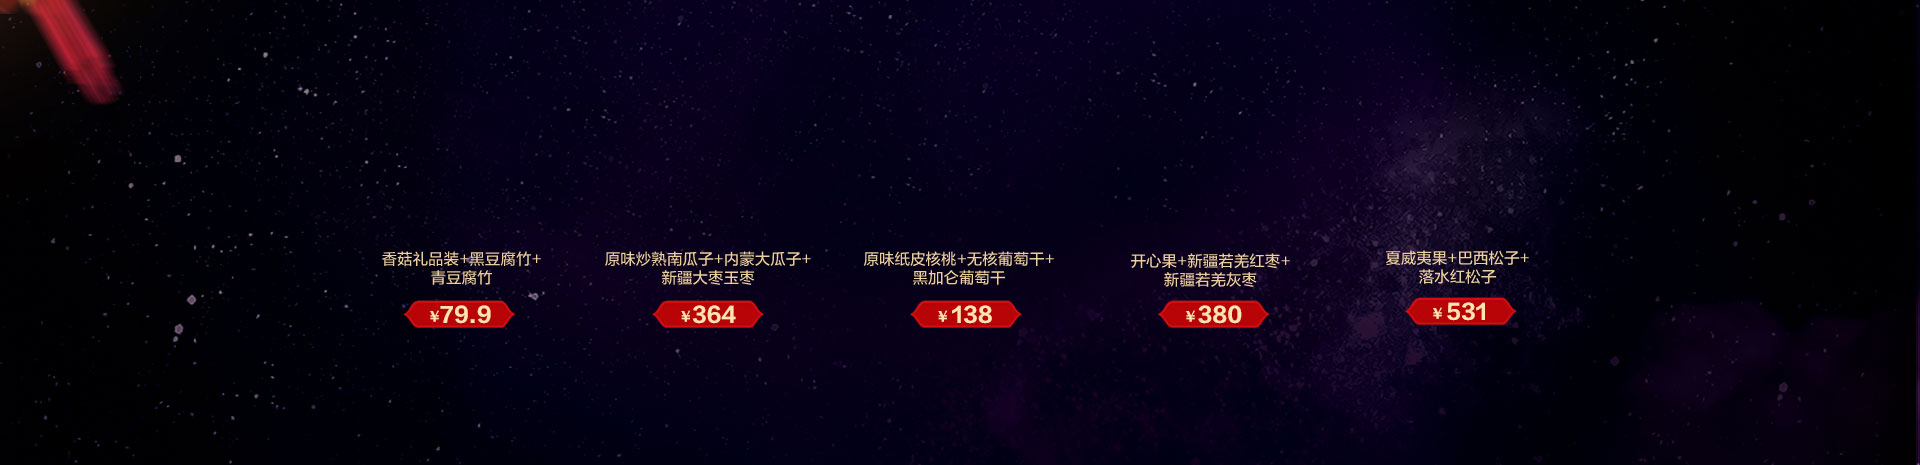 香菇礼品装+黑豆腐竹+
青豆腐竹
¥79.9
原味炒熟南瓜子+内蒙大瓜子+
新疆大枣玉枣
¥364
原味纸皮核桃+无核葡萄干+
黑加仑葡萄干
¥138
开心果+新疆若羌红枣+
新疆若羌灰枣
¥380
夏威夷果+巴西松子+
落水红松子
¥531